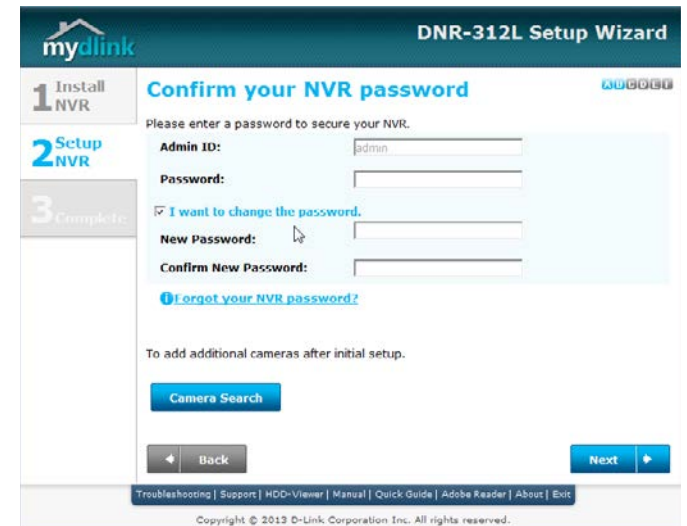 mydlink
DNR-312L Setup Wizard
1 Install NVR
2 Setup NVR
3 Complete
Confirm your NVR password
Please enter a password to secure your NVR.
Admin ID: admin
Password:
I want to change the password.
New Password:
Confirm New Password:
Forgot your NVR password?
To add additional cameras after initial setup.
Camera Search
Back
Next
Troubleshooting | Support | HDD-Viewer | Manual | Quick Guide | Adobe Reader | About | Exit
Copyright © 2013 D-Link Corporation Inc. All rights reserved.